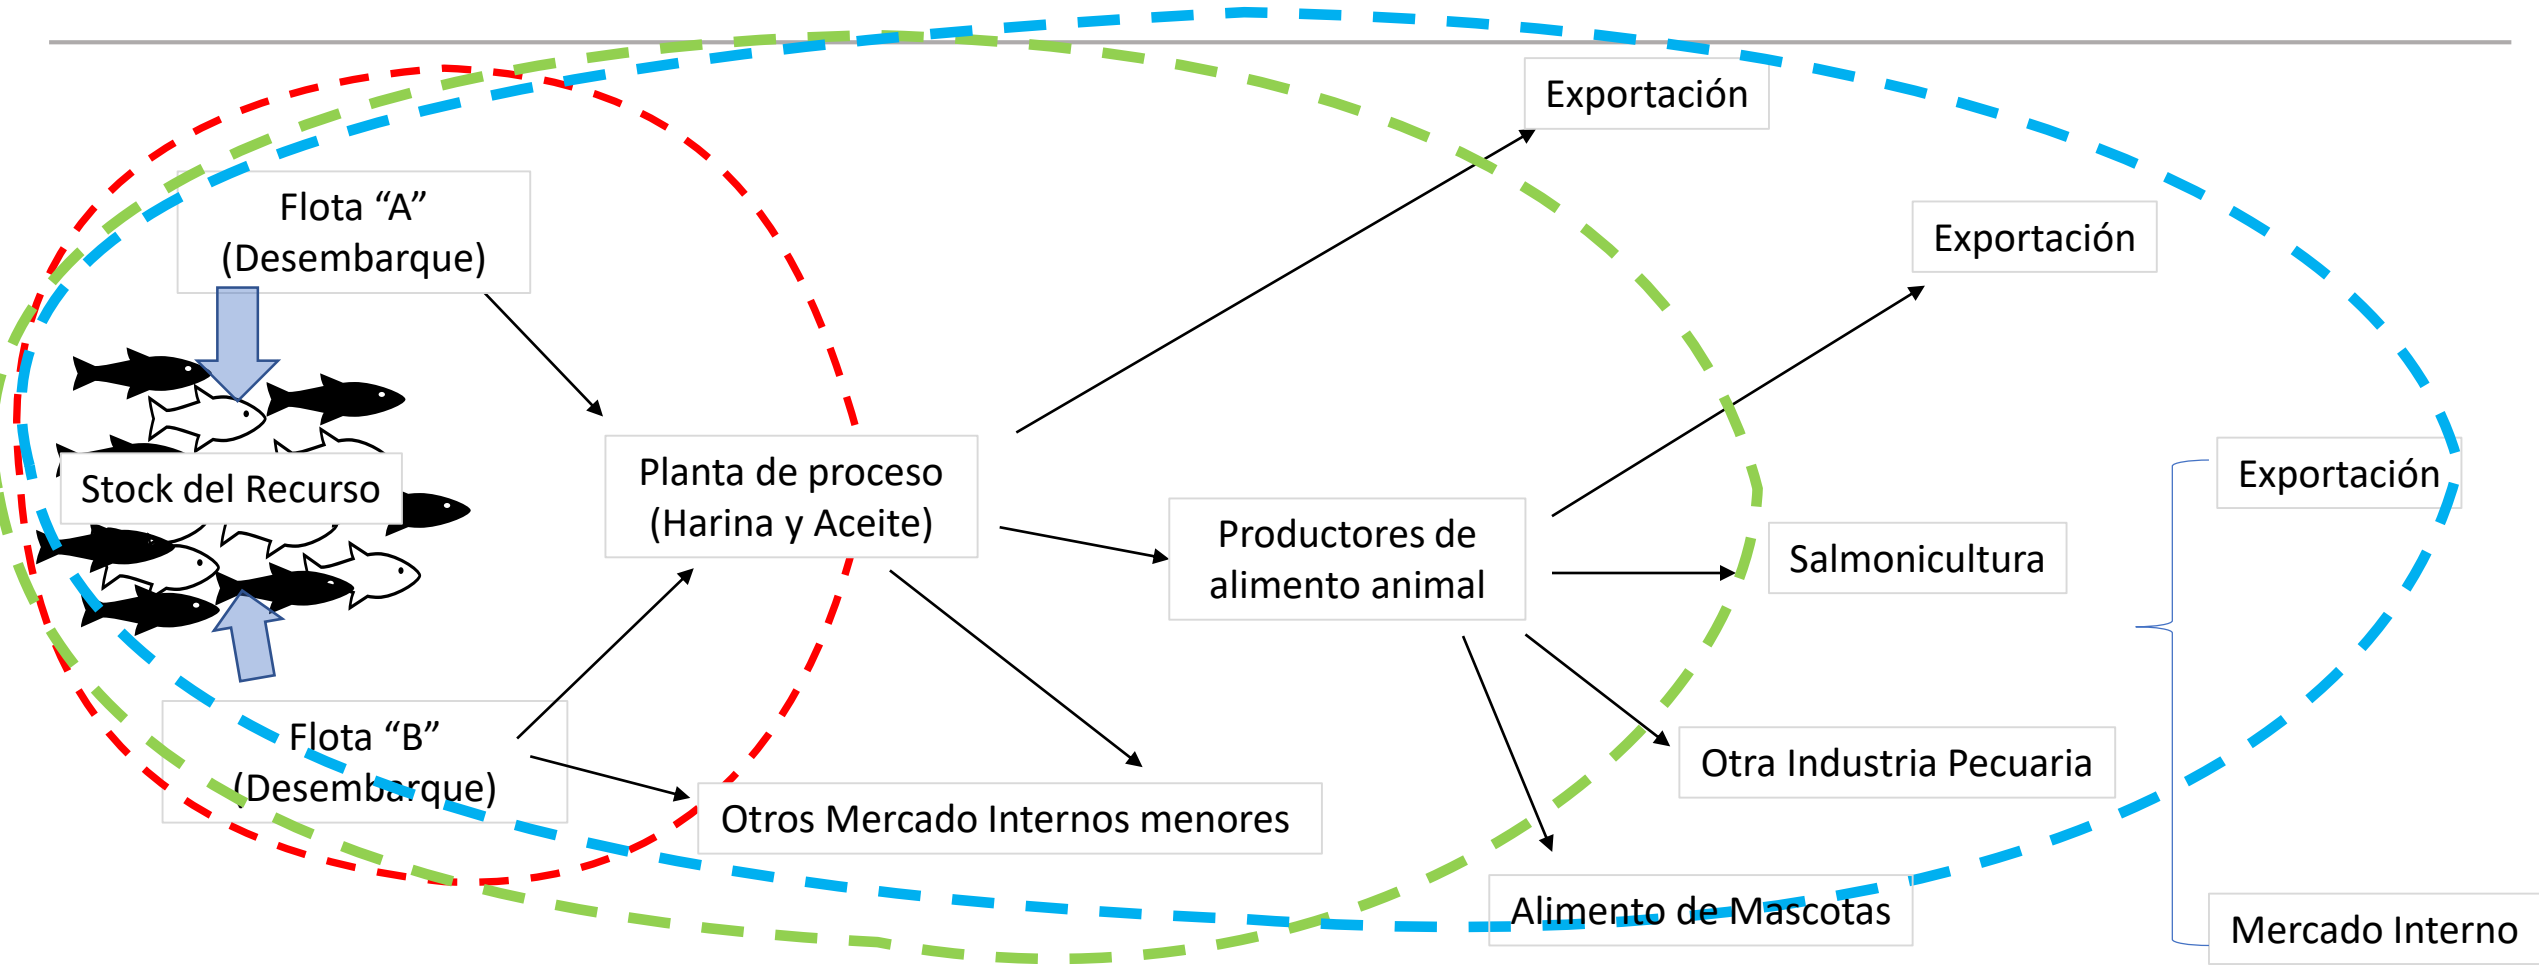 Exportación
Flota “A”
(Desembarque)
Exportación
Stock del Recurso
Planta de proceso
(Harina y Aceite)
Exportación
Productores de
alimento animal
Salmonicultura
Flota “B”
(Desembarque)
Otra Industria Pecuaria
Otros Mercado Internos menores
Alimento de Mascotas
Mercado Interno